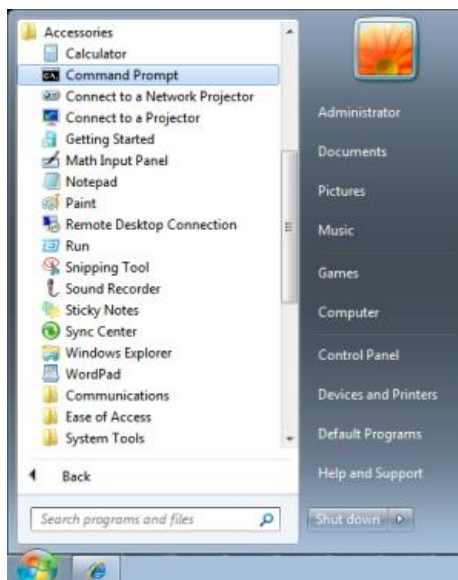 Accessories
Calculator
Command Prompt
Connect to a Network Projector
Connect to a Projector
Getting Started
Math Input Panel
Notepad
Paint
Remote Desktop Connection
Run
Snipping Tool
Sound Recorder
Sticky Notes
Sync Center
Windows Explorer
WordPad
Communications
Ease of Access
System Tools
Back
Search programs and files
Administrator
Documents
Pictures
Music
Games
Computer
Control Panel
Devices and Printers
Default Programs
Help and Support
Shut down